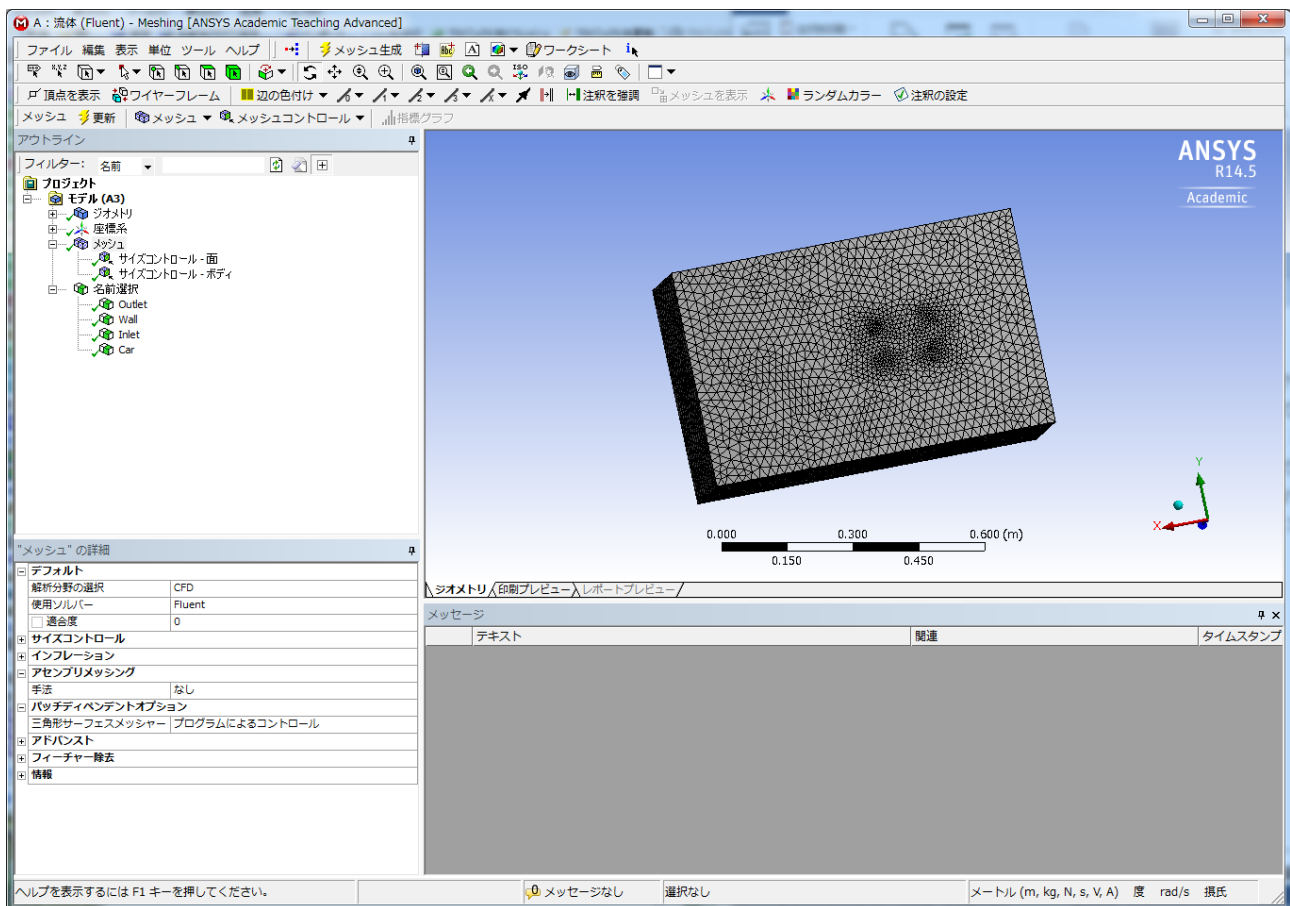 A : 流体 (Fluent) - Meshing [ANSYS Academic Teaching Advanced]
ファイル 編集 表示 単位 ツール ヘルプ メッシュ生成 ワークシート
頂点を表示 ワイヤーフレーム 辺の色付け 注釈を強調 メッシュを表示 ランダムカラー 注釈の設定
メッシュ 更新 メッシュ メッシュコントロール 指標グラフ
アウトライン
フィルター: 名前
プロジェクト
モデル (A3)
ジオメトリ
座標系
メッシュ
サイズコントロール - 面
サイズコントロール - ボディ
名前選択
Outlet
Wall
Inlet
Car
ANSYS
R14.5
Academic
Y
X
0.000 0.300 0.600 (m)
0.150 0.450
ジオメトリ 印刷プレビュー レポートプレビュー
"メッシュ" の詳細
デフォルト
解析分野の選択 CFD
使用ソルバー Fluent
適合度 0
サイズコントロール
インフレーション
アセンブリメッシング
手法 なし
パッチディペンデントオプション
三角形サーフェスメッシャー プログラムによるコントロール
アドバンスト
フィーチャー除去
情報
メッセージ
テキスト 関連 タイムスタンプ
ヘルプを表示するには F1 キーを押してください。 0 メッセージなし 選択なし メートル (m, kg, N, s, V, A) 度 rad/s 摂氏